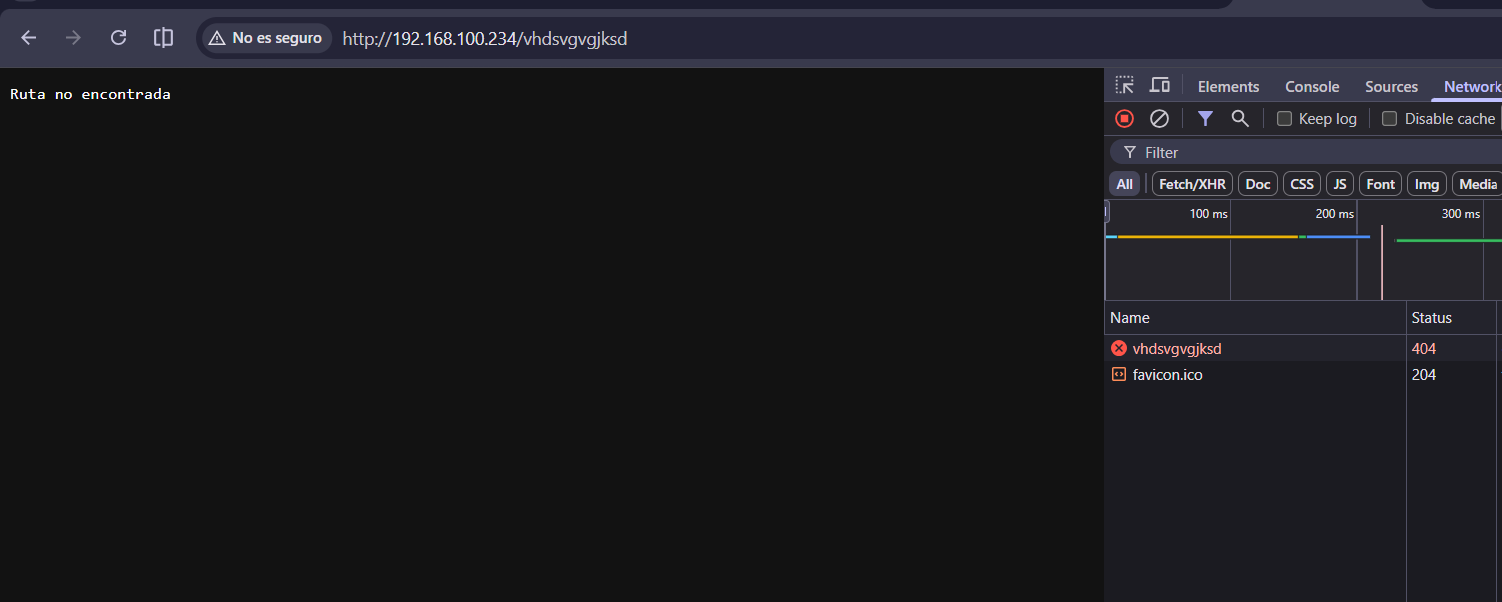 No es seguro http://192.168.100.234/vhdsvgvgjksd
Ruta no encontrada
Elements Console Sources Network
Keep log Disable cache
Filter
All Fetch/XHR Doc CSS JS Font Img Media
100 ms 200 ms 300 ms
Name Status
vhdsvgvgjksd 404
favicon.ico 204